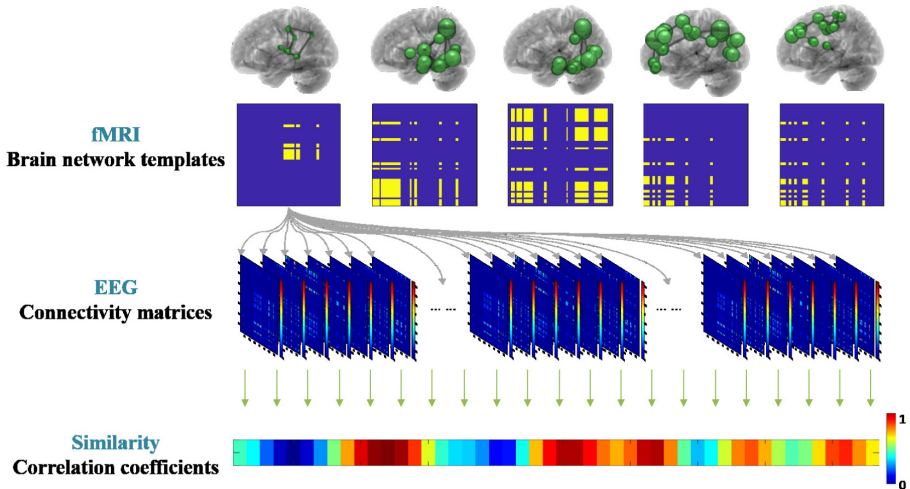 fMRI
Brain network templates
EEG
Connectivity matrices
... ...
... ...
Similarity
Correlation coefficients
1
0